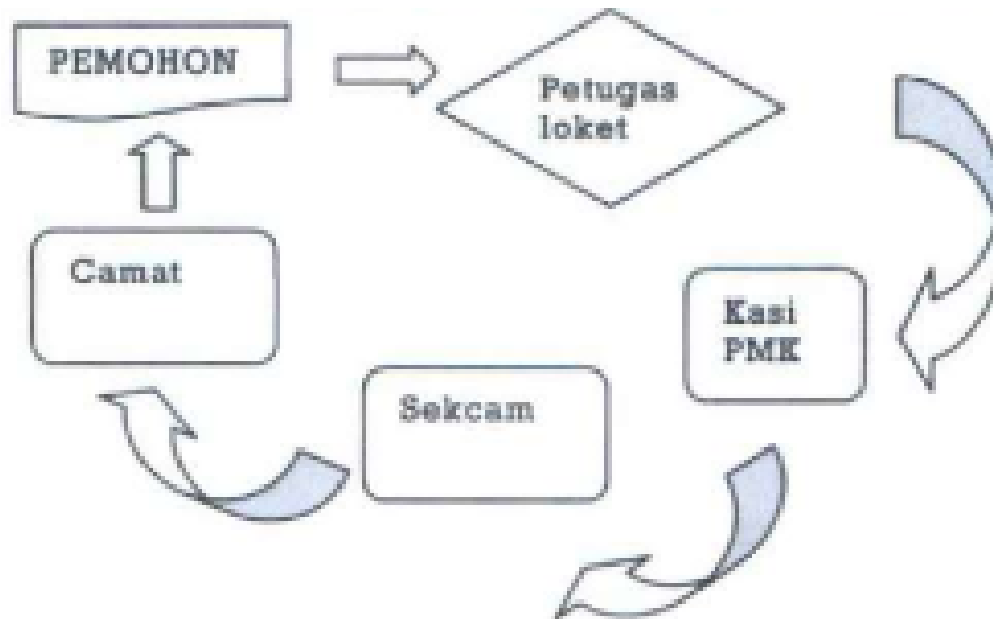 PEMOHON
Petugas
loket
Camat
Kasi
PMK
Sekcam